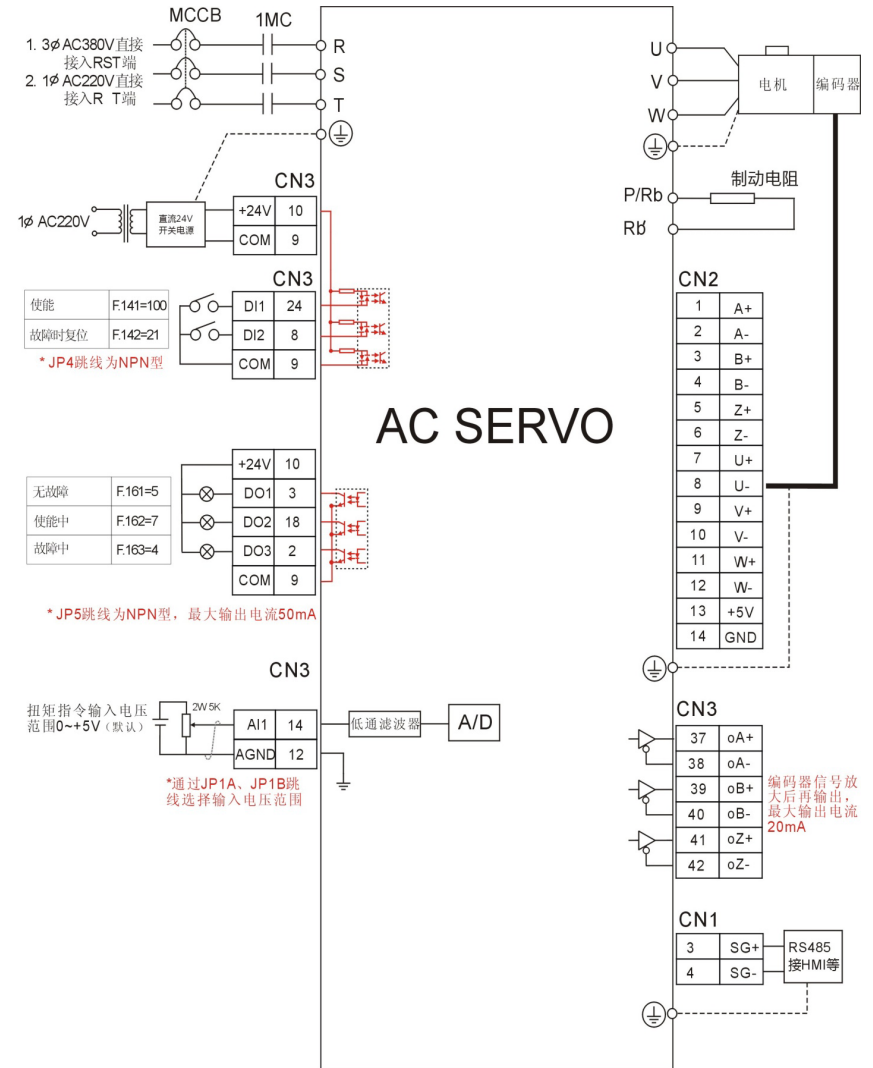 MCCB
1MC
1. 3∅ AC380V直接
接入RST端
2. 1∅ AC220V直接
接入R T端
R
S
T
CN3
1∅ AC220V
直流24V
开关电源
+24V 10
COM 9
CN3
使能 F.141=100
DI1 24
故障时复位 F.142=21
DI2 8
COM 9
* JP4跳线为NPN型
AC SERVO
+24V 10
无故障 F.161=5
DO1 3
使能中 F.162=7
DO2 18
故障中 F.163=4
DO3 2
COM 9
* JP5跳线为NPN型，最大输出电流50mA
CN3
扭矩指令输入电压
范围0~+5V（默认）
2W 5K
AI1 14
AGND 12
低通滤波器
A/D
*通过JP1A、JP1B跳
线选择输入电压范围
U
V
W
电机
编码器
P/Rb
Rb
制动电阻
CN2
1 A+
2 A-
3 B+
4 B-
5 Z+
6 Z-
7 U+
8 U-
9 V+
10 V-
11 W+
12 W-
13 +5V
14 GND
CN3
37 oA+
38 oA-
39 oB+
40 oB-
41 oZ+
42 oZ-
编码器信号放
大后再输出，
最大输出电流
20mA
CN1
3 SG+
4 SG-
RS485
接HMI等